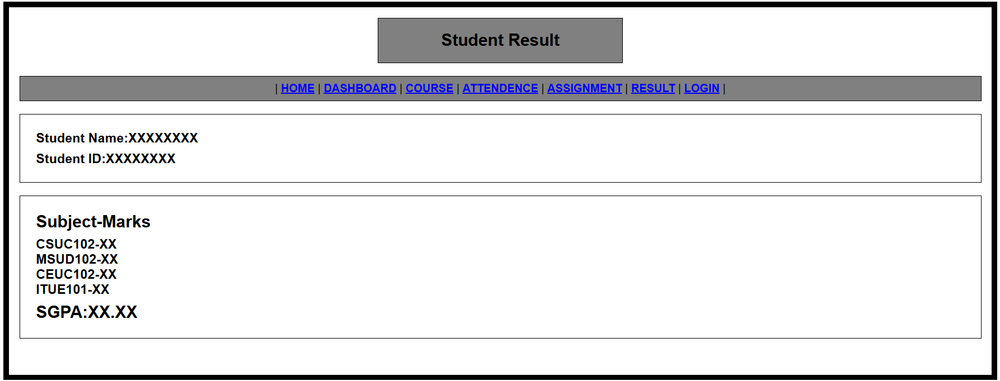 Student Result
| HOME | DASHBOARD | COURSE | ATTENDENCE | ASSIGNMENT | RESULT | LOGIN |
Student Name:XXXXXXXX
Student ID:XXXXXXXX
Subject-Marks
CSUC102-XX
MSUD102-XX
CEUC102-XX
ITUE101-XX
SGPA:XX.XX